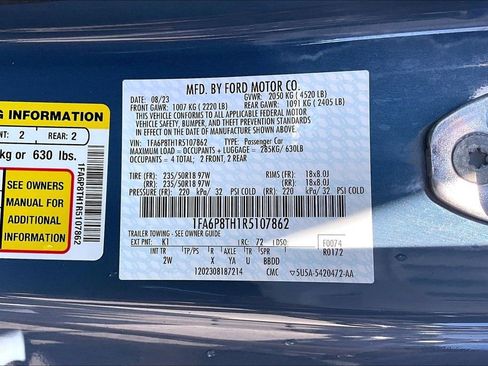 MFD. BY FORD MOTOR CO.
DATE: 08/23 GVWR: 2050 KG (4520 LB)
FRONT GAWR: 1007 KG (2220 LB) REAR GAWR: 1091 KG (2405 LB)
THIS VEHICLE CONFORMS TO ALL APPLICABLE FEDERAL MOTOR
VEHICLE SAFETY, BUMPER, AND THEFT PREVENTION STANDARDS
IN EFFECT ON THE DATE OF MANUFACTURE SHOWN ABOVE.
VIN: 1FA6P8TH1R5107862 TYPE: Passenger Car
MAXIMUM LOAD = OCCUPANTS + LUGGAGE = 285KG/630LB
OCCUPANTS = 4 TOTAL; 2 FRONT, 2 REAR
TIRE (FR): 235/50R18 97W RIMS (FR): 18x8.0J
(RR): 235/50R18 97W (RR): 18x8.0J
PRESSURE (FR): 220 kPa/ 32 PSI COLD (RR): 220 kPa/ 32 PSI COLD
1FA6P8TH1R5107862
TRAILER TOWING - SEE OWNER GUIDE
EXT PNT: K1 RC: 72 DSO: F0074
INT TR TP/PS R AXLE TR SPR R0172
2W X YA U BBDD
1202308187214 CMC 5U5A-5420472-AA
G INFORMATION
NT: 2 REAR: 2
kg or 630 lbs.
SEE OWNERS
MANUAL FOR
ADDITIONAL
INFORMATION
1FA6P8TH1R5107862